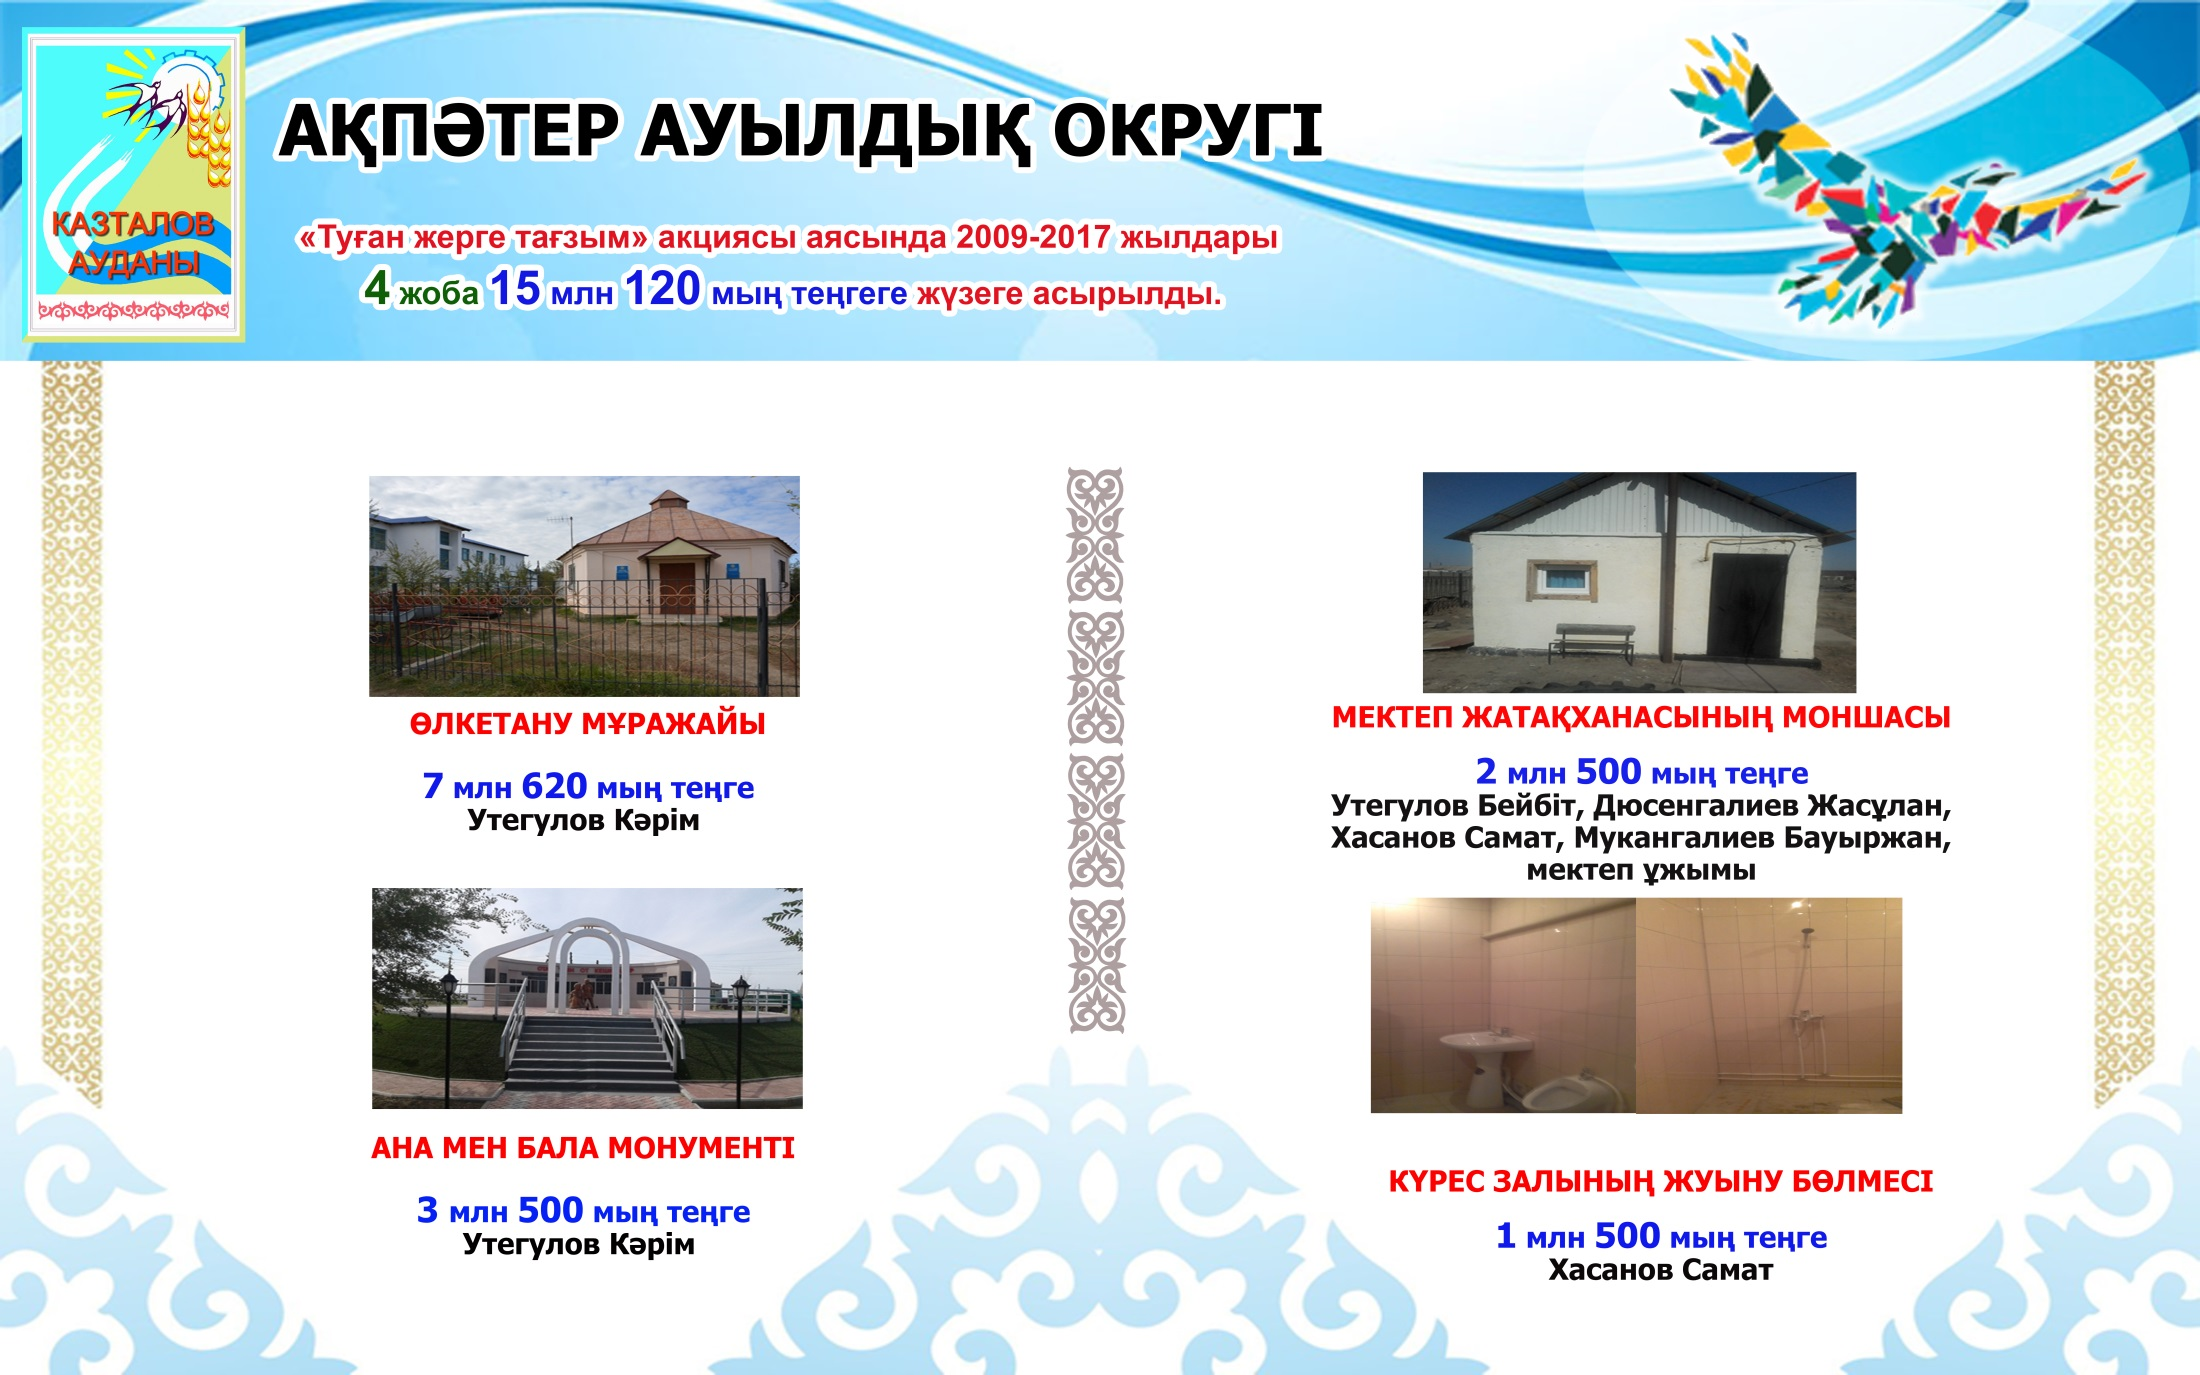 КАЗТАЛОВ
АУДАНЫ
АҚПӘТЕР АУЫЛДЫҚ ОКРУГІ
«Туған жерге тағзым» акциясы аясында 2009-2017 жылдары
4 жоба 15 млн 120 мың теңгеге жүзеге асырылды.
ӨЛКЕТАНУ МҰРАЖАЙЫ
7 млн 620 мың теңге
Утегулов Кәрім
АНА МЕН БАЛА МОНУМЕНТІ
3 млн 500 мың теңге
Утегулов Кәрім
МЕКТЕП ЖАТАҚХАНАСЫНЫҢ МОНШАСЫ
2 млн 500 мың теңге
Утегулов Бейбіт, Дюсенгалиев Жасұлан,
Хасанов Самат, Мукангалиев Бауыржан,
мектеп ұжымы
КҮРЕС ЗАЛЫНЫҢ ЖУЫНУ БӨЛМЕСІ
1 млн 500 мың теңге
Хасанов Самат